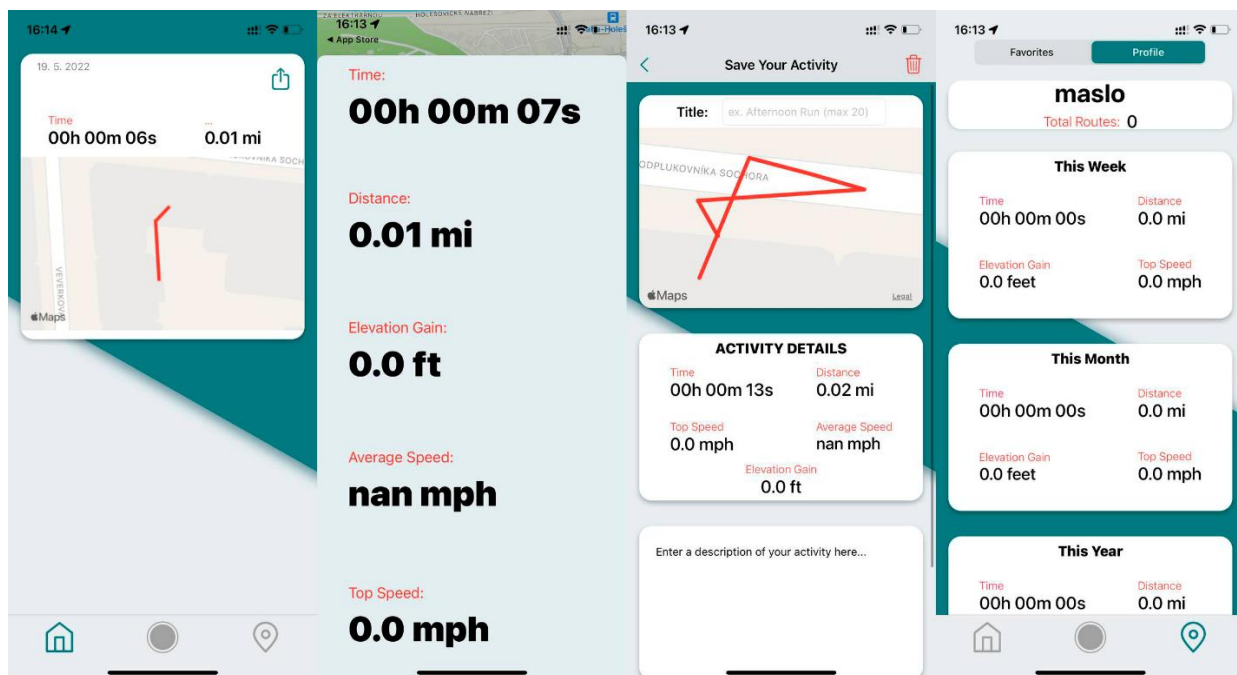 16:14
19. 5. 2022
Time
...
00h 00m 06s
0.01 mi
VEVERKOVA
Maps
ZA ELEKTRÁRNOU
HOLEŠOVICKÉ NÁBŘEŽÍ
16:13
App Store
Time:
00h 00m 07s
Distance:
0.01 mi
Elevation Gain:
0.0 ft
Average Speed:
nan mph
Top Speed:
0.0 mph
16:13
Save Your Activity
Title:
ex. Afternoon Run (max 20)
ODPLUKOVNÍKA SOCHORA
Maps
Legal
ACTIVITY DETAILS
Time
Distance
00h 00m 13s
0.02 mi
Top Speed
Average Speed
0.0 mph
nan mph
Elevation Gain
0.0 ft
Enter a description of your activity here...
16:13
Favorites
Profile
maslo
Total Routes: 0
This Week
Time
Distance
00h 00m 00s
0.0 mi
Elevation Gain
Top Speed
0.0 feet
0.0 mph
This Month
Time
Distance
00h 00m 00s
0.0 mi
Elevation Gain
Top Speed
0.0 feet
0.0 mph
This Year
Time
Distance
00h 00m 00s
0.0 mi